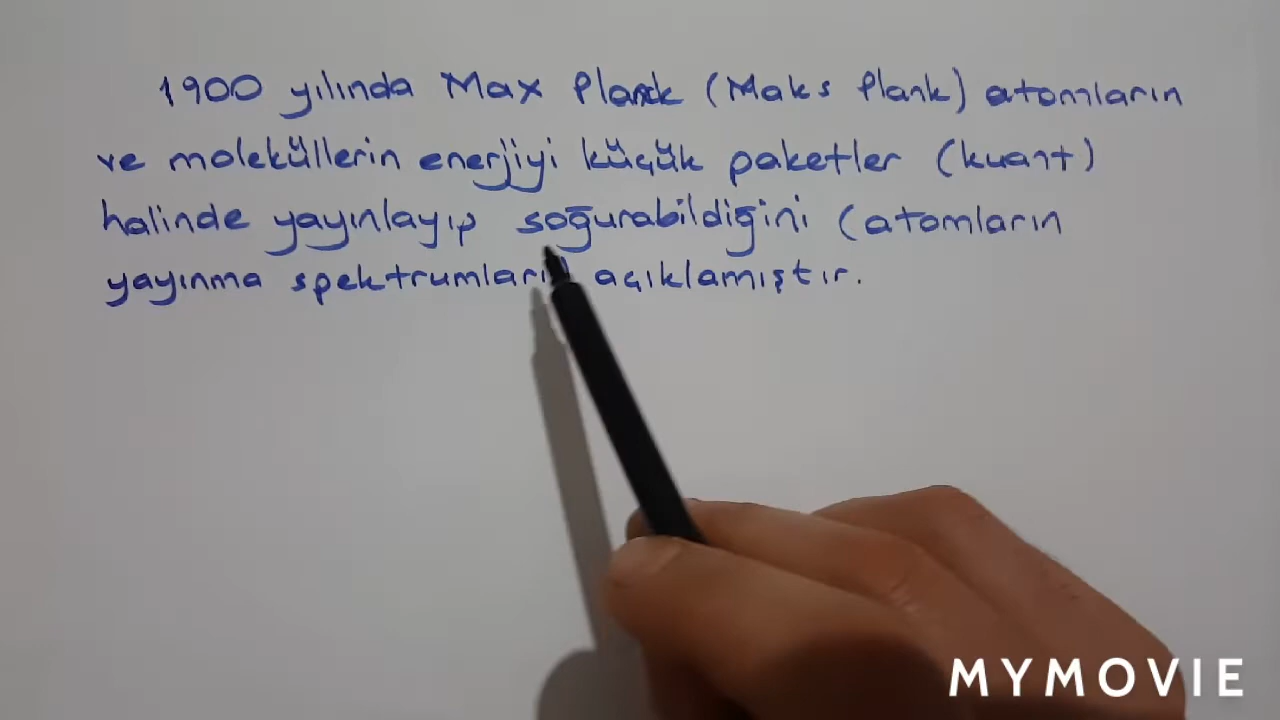 1900 yılında Max Planck (Maks Plank) atomların
ve moleküllerin enerjiyi küçük paketler (kuant)
halinde yayınlayıp soğurabildiğini (atomların
yayınma spektrumları) açıklamıştır.
MYMOVIE